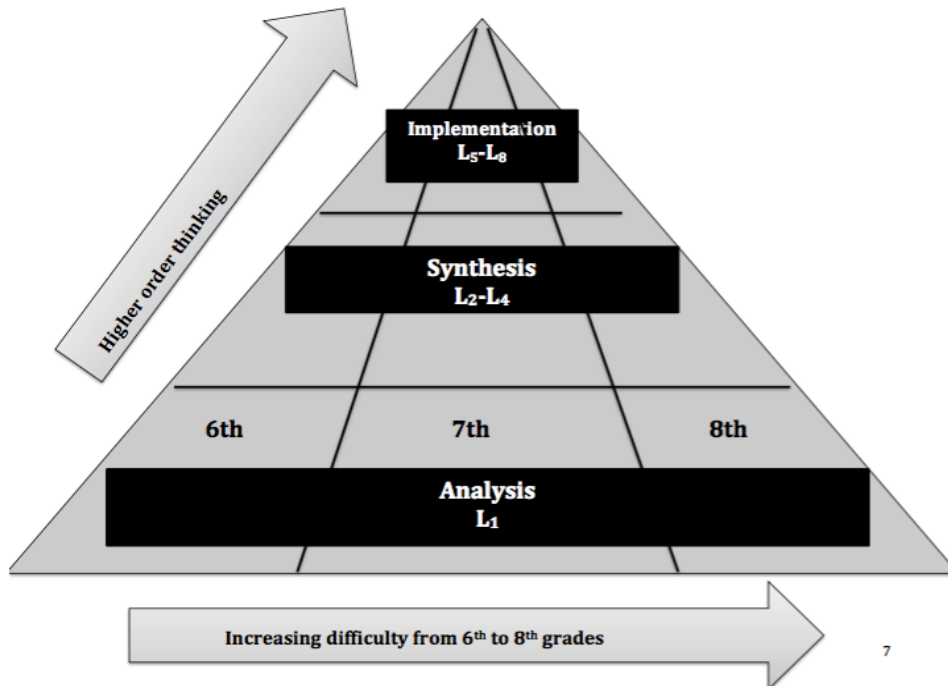 Implementation
L₅-L₈
Higher order thinking
Synthesis
L₂-L₄
6th
7th
8th
Analysis
L₁
Increasing difficulty from 6ᵗʰ to 8ᵗʰ grades
7